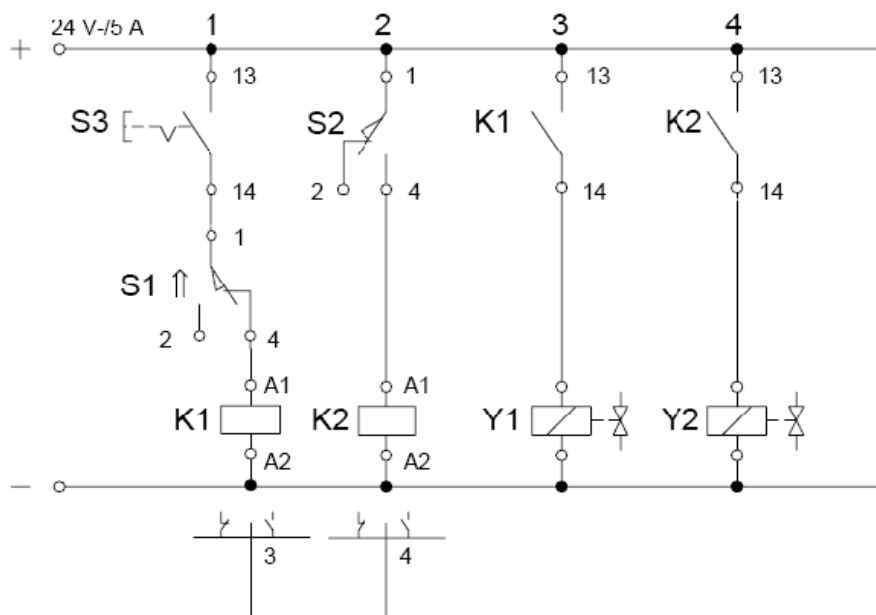 24 V-/5 A 1 2 3 4
+
13 1 13 13
S3 S2 K1 K2
14 2 4 14 14
1
S1 ⇑
2 4
A1 A1
K1 K2 Y1 Y2
A2 A2
−
3 4